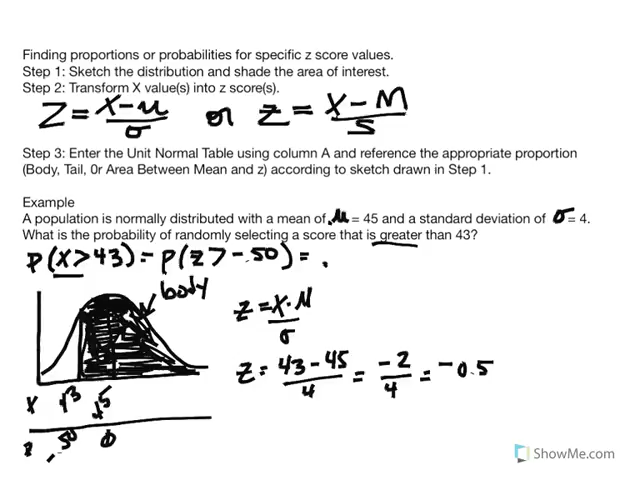 Finding proportions or probabilities for specific z score values.
Step 1: Sketch the distribution and shade the area of interest.
Step 2: Transform X value(s) into z score(s).
Z = X-μ/σ or Z = X-M/s
Step 3: Enter the Unit Normal Table using column A and reference the appropriate proportion
(Body, Tail, 0r Area Between Mean and z) according to sketch drawn in Step 1.
Example
A population is normally distributed with a mean of μ = 45 and a standard deviation of σ = 4.
What is the probability of randomly selecting a score that is greater than 43?
p(X>43) = p(z>-.50) = .
body
z = X-M/σ
z = 43-45/4 = -2/4 = -0.5
X 43 45
z -.50 0
ShowMe.com